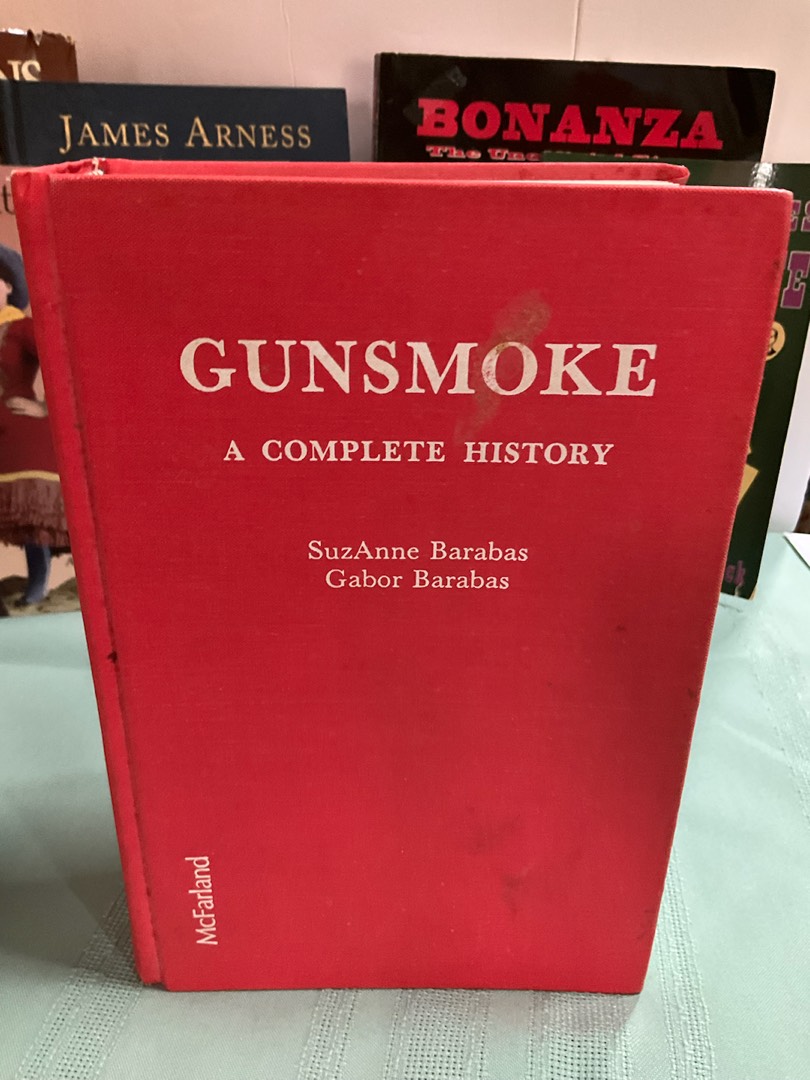 JAMES ARNESS
BONANZA
GUNSMOKE
A COMPLETE HISTORY
SuzAnne Barabas
Gabor Barabas
McFarland